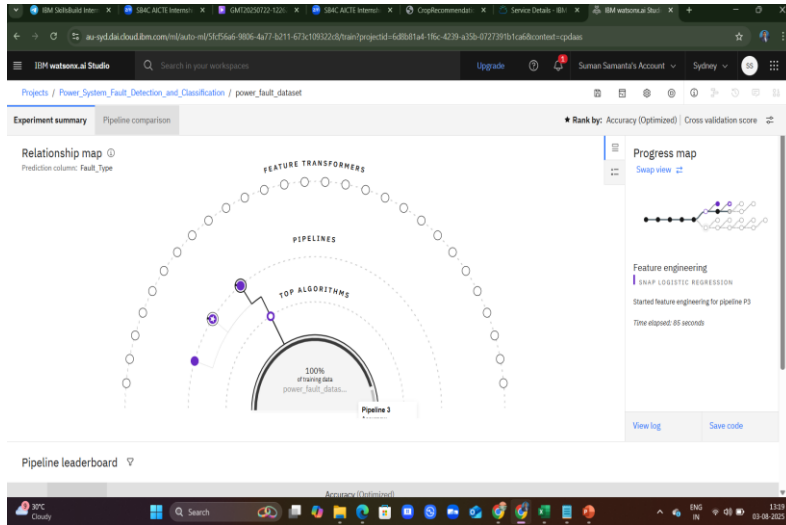 IBM SkillsBuild Intern
SB4C AICTE Internshi
GMT20250722-1226
SB4C AICTE Internshi
CropRecommendati
Service Details - IBM
IBM watsonx.ai Studi
au-syd.dai.cloud.ibm.com/ml/auto-ml/5fcf56a6-9806-4a77-b211-673c109322c8/train?projectid=6d8b81a4-1f6c-4239-a35b-0727391b1ca6&context=cpdaas
IBM watsonx.ai Studio
Search in your workspaces
Upgrade
1
Suman Samanta's Account
Sydney
SS
Projects / Power_System_Fault_Detection_and_Classification / power_fault_dataset
Experiment summary
Pipeline comparison
Rank by: Accuracy (Optimized) | Cross validation score
Relationship map
Prediction column: Fault_Type
FEATURE TRANSFORMERS
PIPELINES
TOP ALGORITHMS
100%
of training data
power_fault_datas...
Pipeline 3
Progress map
Swap view
Feature engineering
SNAP LOGISTIC REGRESSION
Started feature engineering for pipeline P3
Time elapsed: 85 seconds
View log
Save code
Pipeline leaderboard
Accuracy (Optimized)
30°C
Cloudy
Search
ENG
IN
13:19
03-08-2025